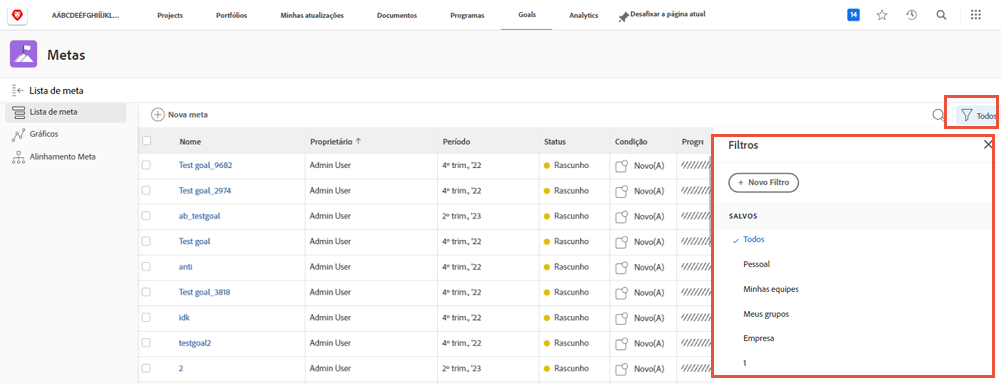 AÁBCDEÉFGHIÍÏJKL... Projects Portfólios Minhas atualizações Documentos Programas Goals Analytics Desafixar a página atual 14
Metas
Lista de meta
Lista de meta
Gráficos
Alinhamento Meta
Nova meta Todos
Nome Proprietário Período Status Condição Progre
Test goal_9682 Admin User 4º trim., '22 Rascunho Novo(A)
Test goal_2974 Admin User 4º trim., '22 Rascunho Novo(A)
ab_testgoal Admin User 2º trim., '23 Rascunho Novo(A)
Test goal Admin User 4º trim., '22 Rascunho Novo(A)
anti Admin User 4º trim., '22 Rascunho Novo(A)
Test goal_3818 Admin User 4º trim., '22 Rascunho Novo(A)
idk Admin User 4º trim., '22 Rascunho Novo(A)
testgoal2 Admin User 4º trim., '22 Rascunho Novo(A)
2 Admin User 2º trim., '23 Rascunho Novo(A)
Filtros
+ Novo Filtro
SALVOS
Todos
Pessoal
Minhas equipes
Meus grupos
Empresa
1